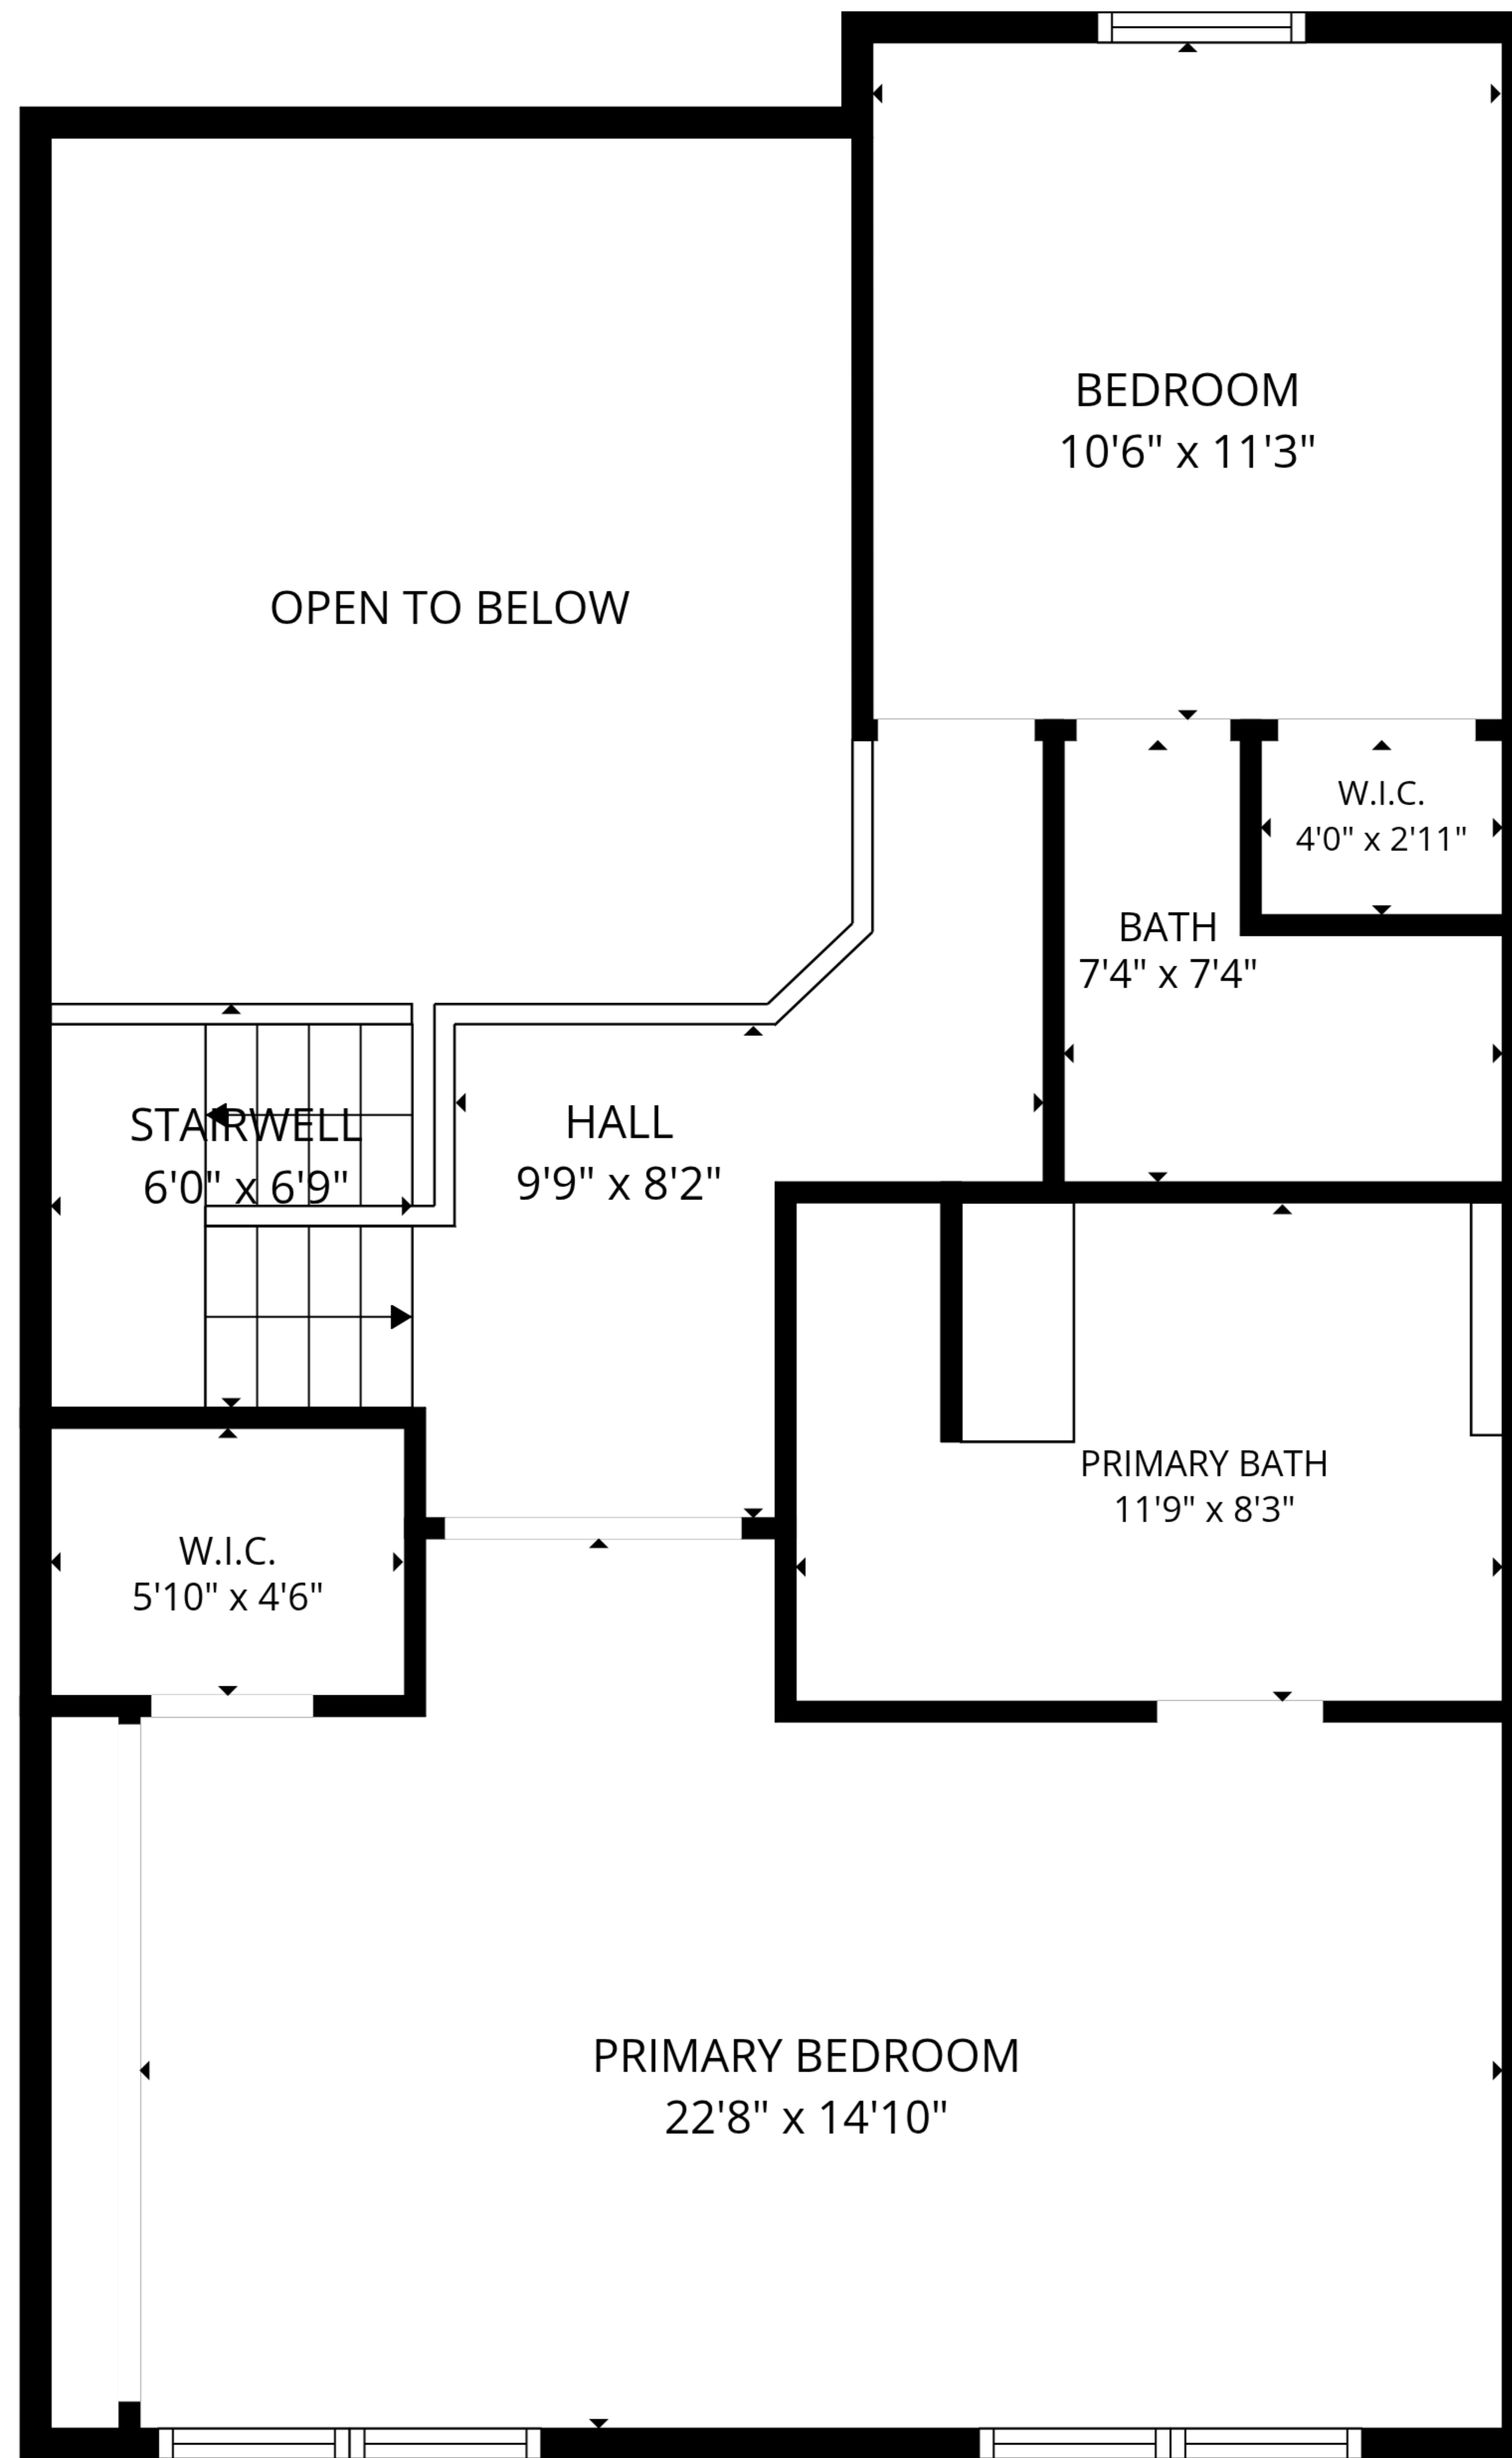 BEDROOM
10'6" x 11'3"
OPEN TO BELOW
W.I.C.
4'0" x 2'11"
BATH
7'4" x 7'4"
STAIRWELL
6'0" x 6'9"
HALL
9'9" x 8'2"
PRIMARY BATH
11'9" x 8'3"
W.I.C.
5'10" x 4'6"
PRIMARY BEDROOM
22'8" x 14'10"